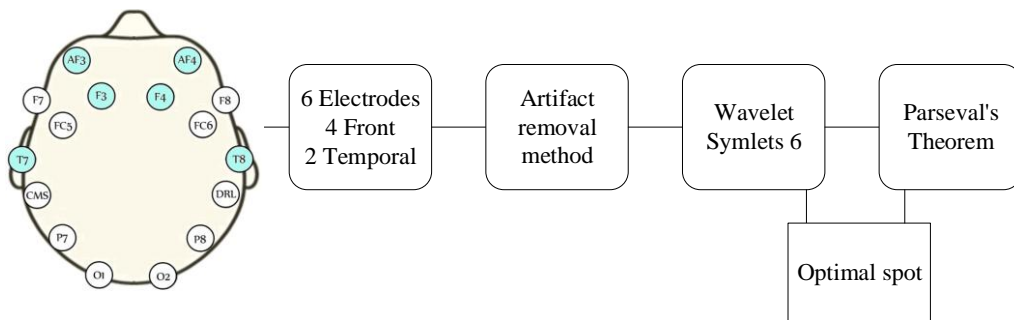 AF3
AF4
F7
F3
F4
F8
FC5
FC6
T7
T8
CMS
DRL
P7
P8
O1
O2
6 Electrodes
4 Front
2 Temporal
Artifact
removal
method
Wavelet
Symlets 6
Parseval's
Theorem
Optimal spot